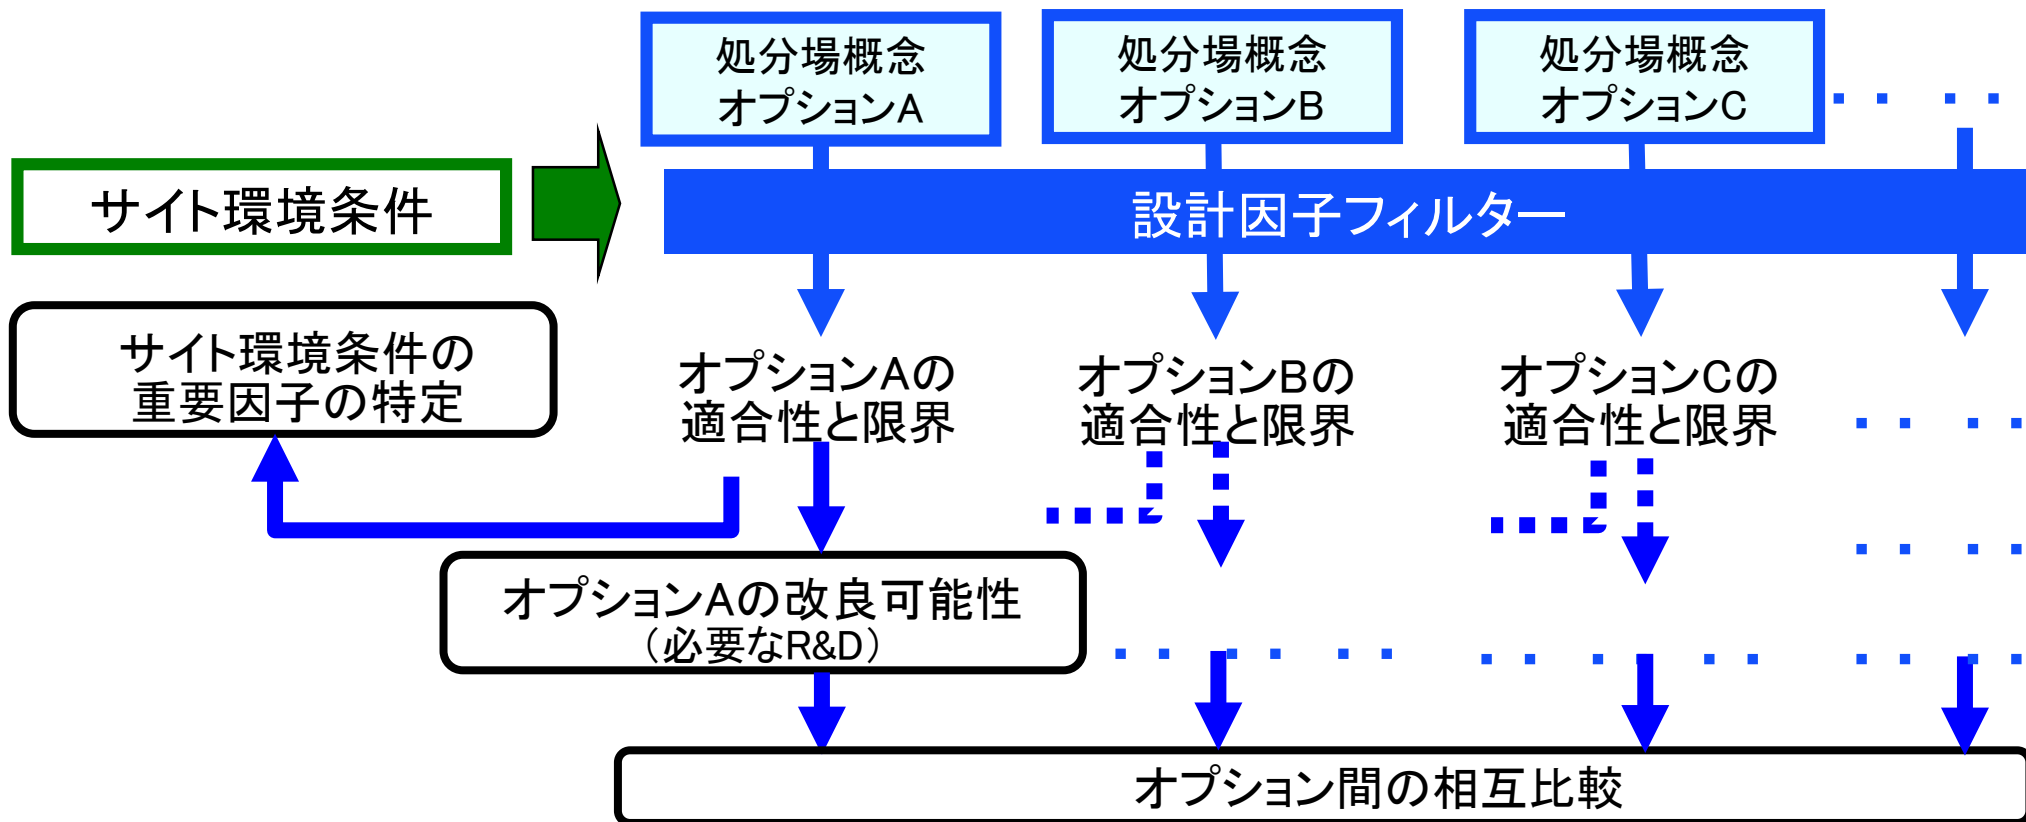 処分場概念
オプションA
処分場概念
オプションB
処分場概念
オプションC
サイト環境条件
設計因子フィルター
サイト環境条件の
重要因子の特定
オプションAの
適合性と限界
オプションBの
適合性と限界
オプションCの
適合性と限界
オプションAの改良可能性
（必要なR&D）
オプション間の相互比較